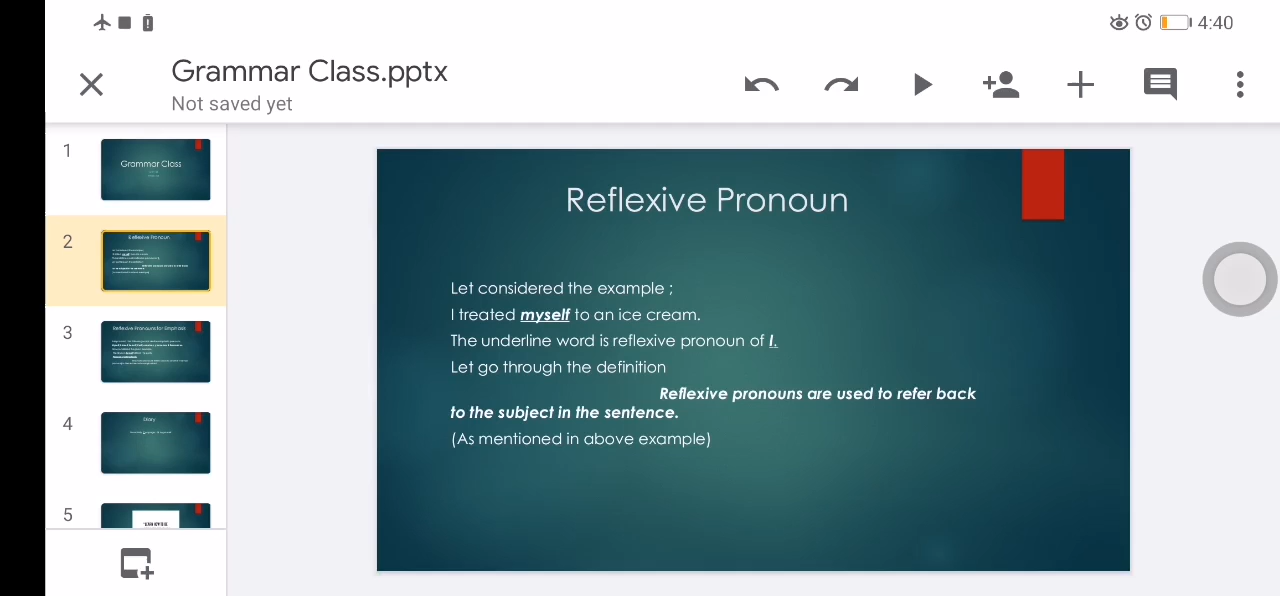 4:40
Grammar Class.pptx
Not saved yet
1
Grammar Class
2
Reflexive Pronoun
3
Reflexive Pronouns for Emphasis
4
5
Reflexive Pronoun
Let considered the example ;
I treated myself to an ice cream.
The underline word is reflexive pronoun of I.
Let go through the definition
Reflexive pronouns are used to refer back
to the subject in the sentence.
(As mentioned in above example)